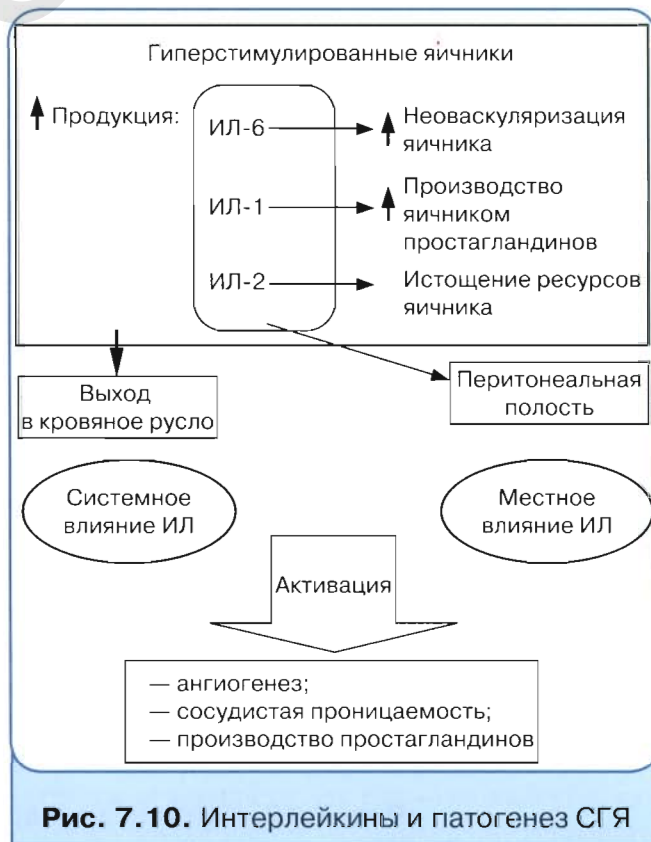 Гиперстимулированные яичники
Продукция:
ИЛ-6
Неоваскуляризация
яичника
ИЛ-1
Производство
яичником
простагландинов
ИЛ-2
Истощение ресурсов
яичника
Выход
в кровяное русло
Перитонеальная
полость
Системное
влияние ИЛ
Местное
влияние ИЛ
Активация
— ангиогенез;
— сосудистая проницаемость;
— производство простагландинов
Рис. 7.10. Интерлейкины и патогенез СГЯ